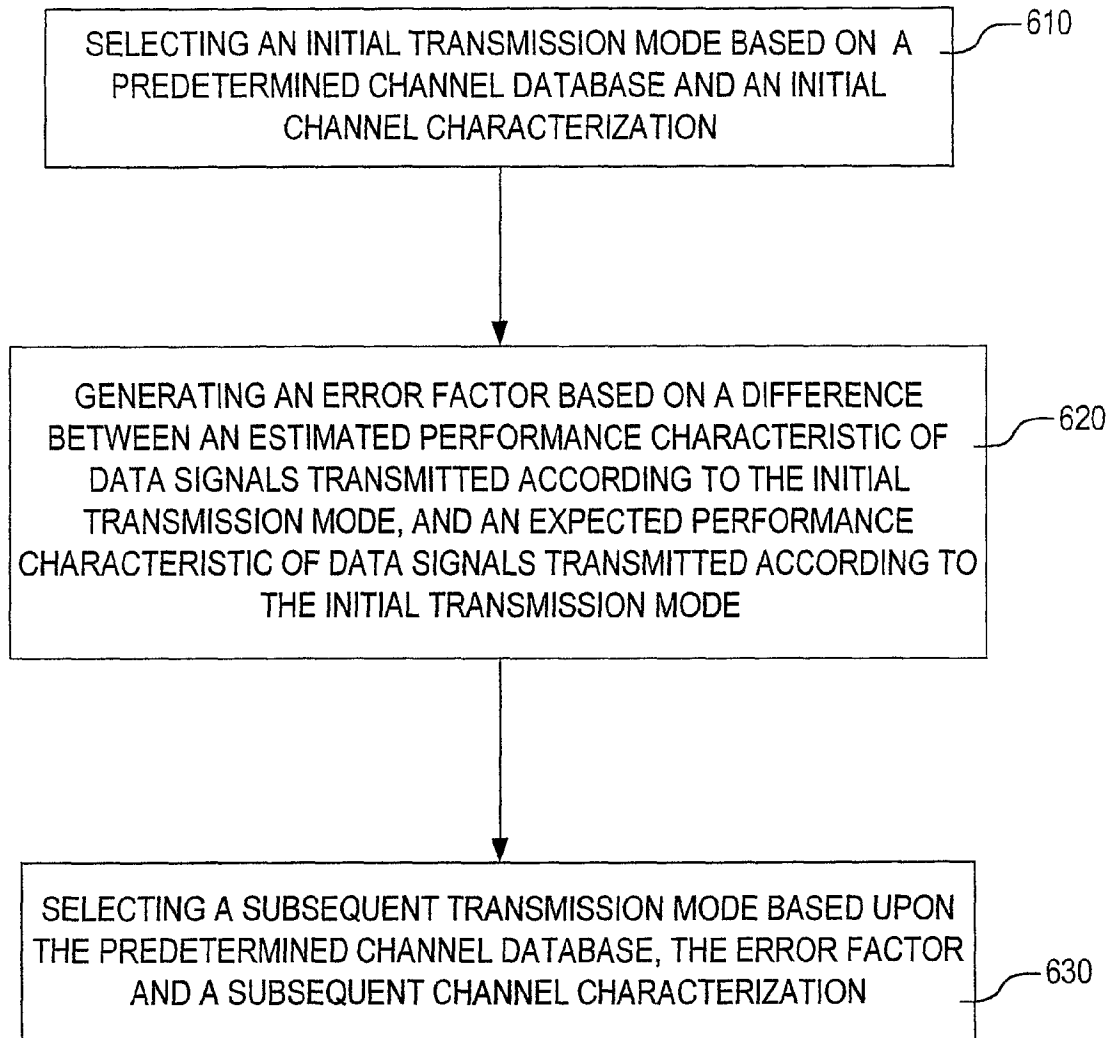 SELECTING AN INITIAL TRANSMISSION MODE BASED ON A
PREDETERMINED CHANNEL DATABASE AND AN INITIAL
CHANNEL CHARACTERIZATION
610
GENERATING AN ERROR FACTOR BASED ON A DIFFERENCE
BETWEEN AN ESTIMATED PERFORMANCE CHARACTERISTIC OF
DATA SIGNALS TRANSMITTED ACCORDING TO THE INITIAL
TRANSMISSION MODE, AND AN EXPECTED PERFORMANCE
CHARACTERISTIC OF DATA SIGNALS TRANSMITTED ACCORDING TO
THE INITIAL TRANSMISSION MODE
620
SELECTING A SUBSEQUENT TRANSMISSION MODE BASED UPON
THE PREDETERMINED CHANNEL DATABASE, THE ERROR FACTOR
AND A SUBSEQUENT CHANNEL CHARACTERIZATION
630